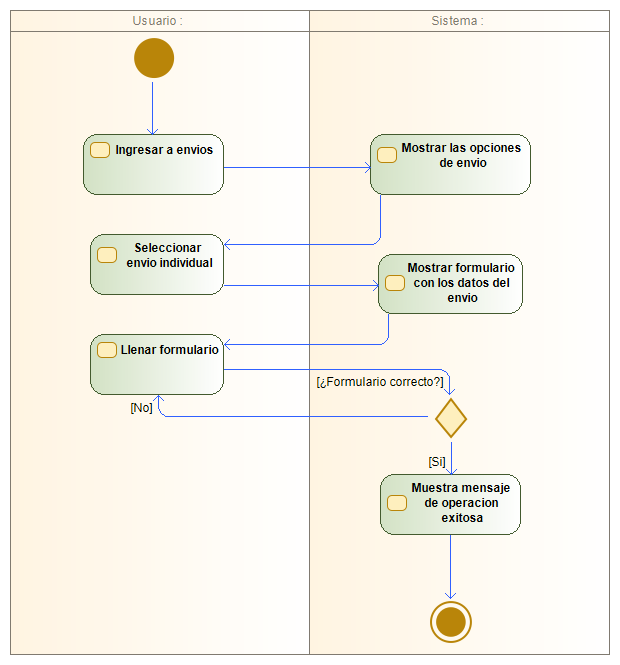 Usuario :
Sistema :
Ingresar a envios
Mostrar las opciones
de envio
Seleccionar
envio individual
Mostrar formulario
con los datos del
envio
Llenar formulario
[¿Formulario correcto?]
[No]
[Si]
Muestra mensaje
de operacion
exitosa